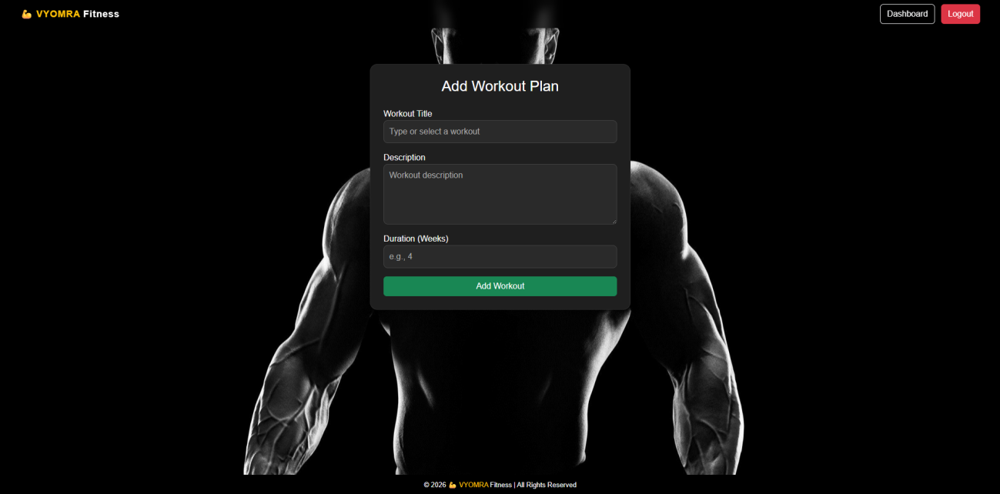 💪 VYOMRA Fitness
Dashboard
Logout
Add Workout Plan
Workout Title
Type or select a workout
Description
Workout description
Duration (Weeks)
e.g., 4
Add Workout
© 2026 💪 VYOMRA Fitness | All Rights Reserved